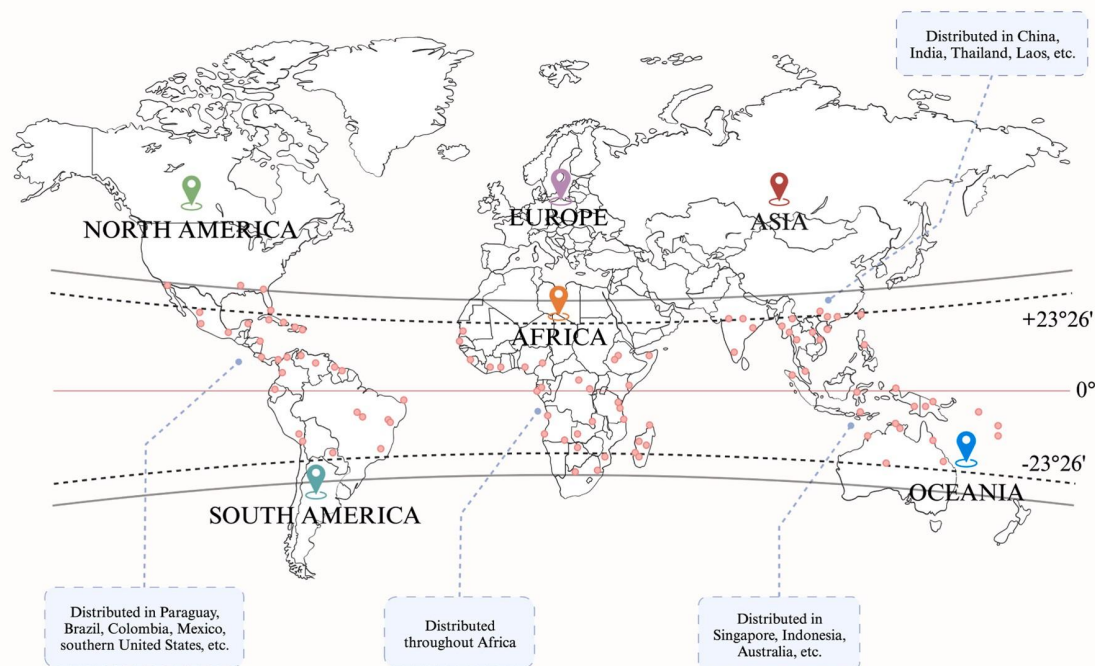 Distributed in China,
India, Thailand, Laos, etc.
NORTH AMERICA
EUROPE
ASIA
+23°26'
AFRICA
0°
-23°26'
OCEANIA
SOUTH AMERICA
Distributed in Paraguay,
Brazil, Colombia, Mexico,
southern United States, etc.
Distributed
throughout Africa
Distributed in
Singapore, Indonesia,
Australia, etc.